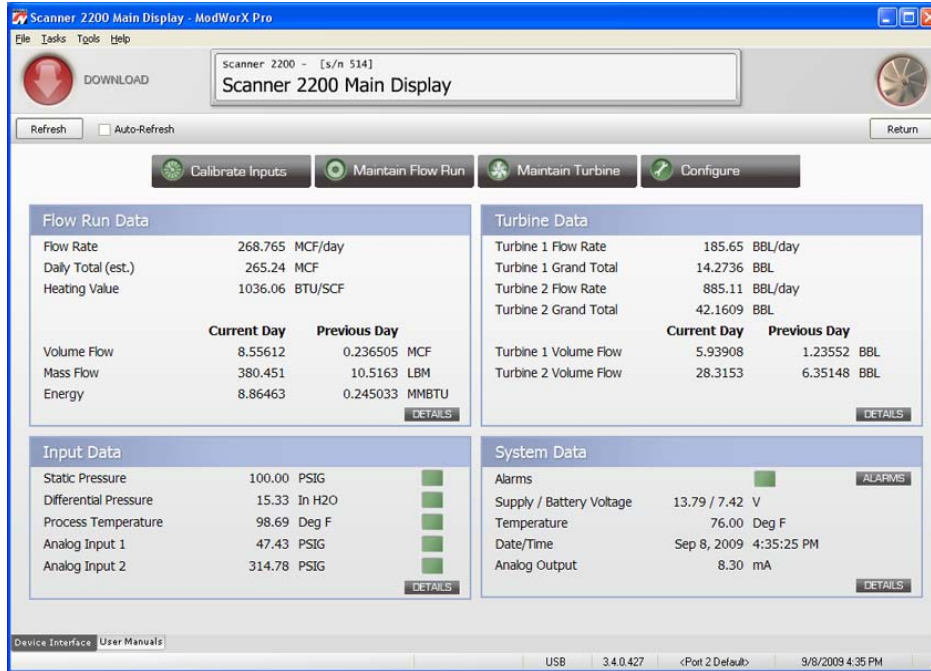 Scanner 2200 Main Display - ModWorX Pro
File Tasks Tools Help
DOWNLOAD
Scanner 2200 - [s/n 514]
Scanner 2200 Main Display
Refresh Auto-Refresh Return
Calibrate Inputs Maintain Flow Run Maintain Turbine Configure
Flow Run Data
Flow Rate 268.765 MCF/day
Daily Total (est.) 265.24 MCF
Heating Value 1036.06 BTU/SCF
Current Day Previous Day
Volume Flow 8.55612 0.236505 MCF
Mass Flow 380.451 10.5163 LBM
Energy 8.86463 0.245033 MMBTU
DETAILS
Turbine Data
Turbine 1 Flow Rate 185.65 BBL/day
Turbine 1 Grand Total 14.2736 BBL
Turbine 2 Flow Rate 885.11 BBL/day
Turbine 2 Grand Total 42.1609 BBL
Current Day Previous Day
Turbine 1 Volume Flow 5.93908 1.23552 BBL
Turbine 2 Volume Flow 28.3153 6.35148 BBL
DETAILS
Input Data
Static Pressure 100.00 PSIG
Differential Pressure 15.33 In H2O
Process Temperature 98.69 Deg F
Analog Input 1 47.43 PSIG
Analog Input 2 314.78 PSIG
DETAILS
System Data
Alarms ALARMS
Supply / Battery Voltage 13.79 / 7.42 V
Temperature 76.00 Deg F
Date/Time Sep 8, 2009 4:35:25 PM
Analog Output 8.30 mA
DETAILS
Device Interface User Manuals
USB 3.4.0.427 <Port 2 Default> 9/8/2009 4:35 PM